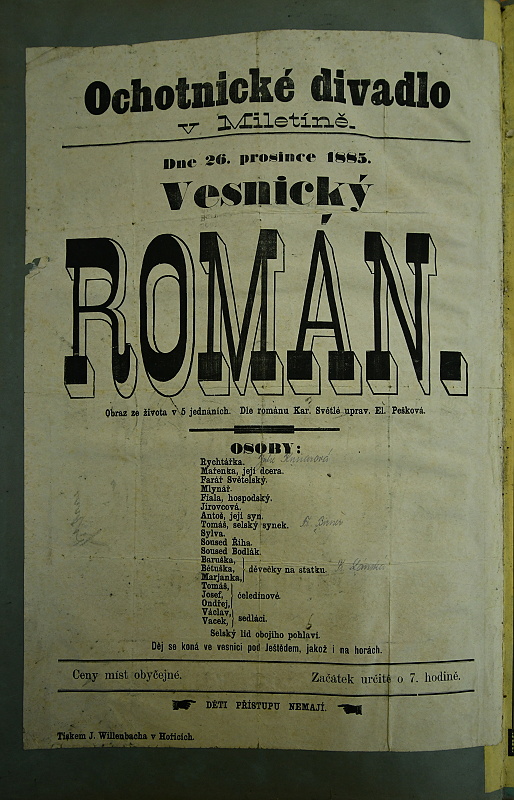 Ochotnické divadlo
v Miletíně.
Dne 26. prosince 1885.
Vesnický
ROMÁN.
Obraz ze života v 5 jednáních. Dle románu Kar. Světlé uprav. El. Pešková.
OSOBY:
Rychtářka.
Mařenka, její dcera.
Farář Světelský.
Mlynář.
Fiala, hospodský.
Jírovcová.
Antoš, její syn.
Tomáš, selský synek.
Sylva.
Soused Říha.
Soused Bodlák.
Baruška,
Bětuška, děvečky na statku.
Marjanka,
Tomáš,
Josef, čeledínové.
Ondřej,
Václav, sedláci.
Vacek,
Selský lid obojího pohlaví.
Děj se koná ve vesnici pod Ještědem, jakož i na horách.
Ceny míst obyčejné. Začátek určitě o 7. hodině.
DĚTI PŘÍSTUPU NEMAJÍ.
Tiskem J. Willenbacha v Hořicích.